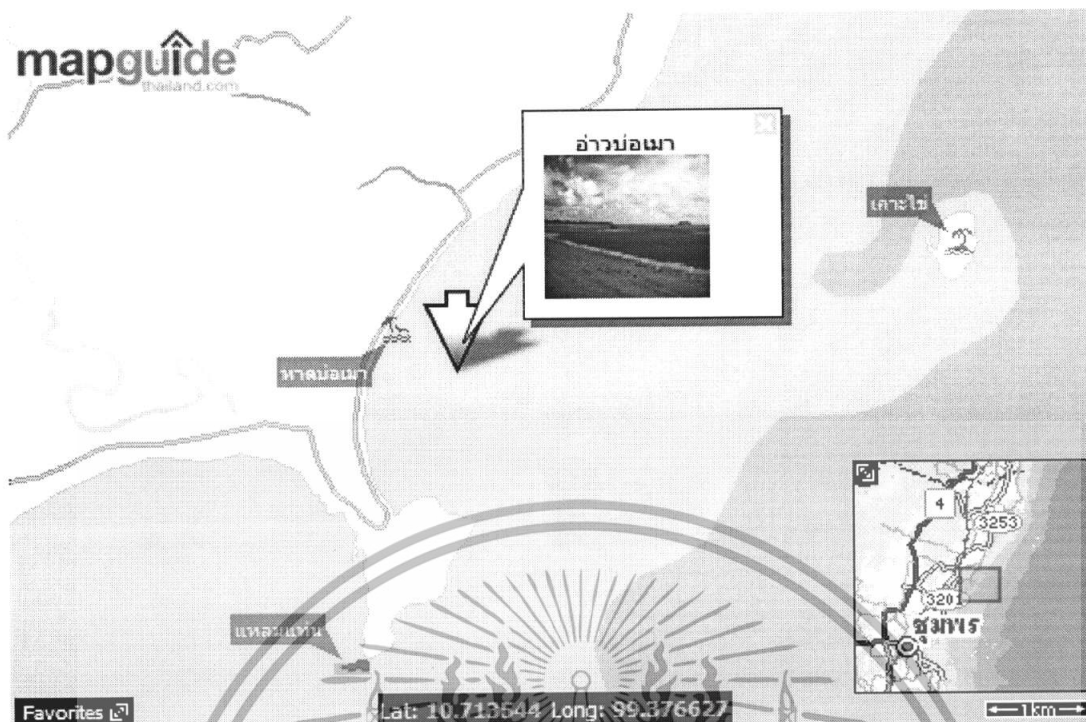 mapguide
thailand.com
อ่าวบ่อเมา
เกาะไข่
หาดบ่อเมา
4
3253
3201
ชุมพร
แหลมแท่น
Favorites
Lat: 10.713544 Long: 99.376627
1km